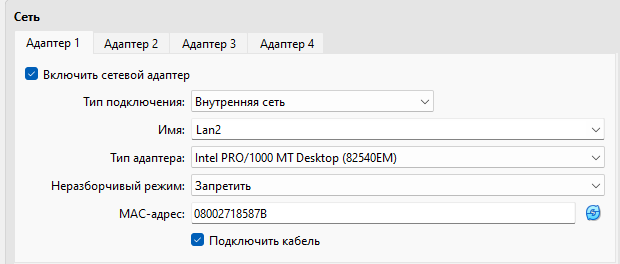 Сеть
Адаптер 1 Адаптер 2 Адаптер 3 Адаптер 4
Включить сетевой адаптер
Тип подключения: Внутренняя сеть
Имя: Lan2
Тип адаптера: Intel PRO/1000 MT Desktop (82540EM)
Неразборчивый режим: Запретить
MAC-адрес: 08002718587B
Подключить кабель